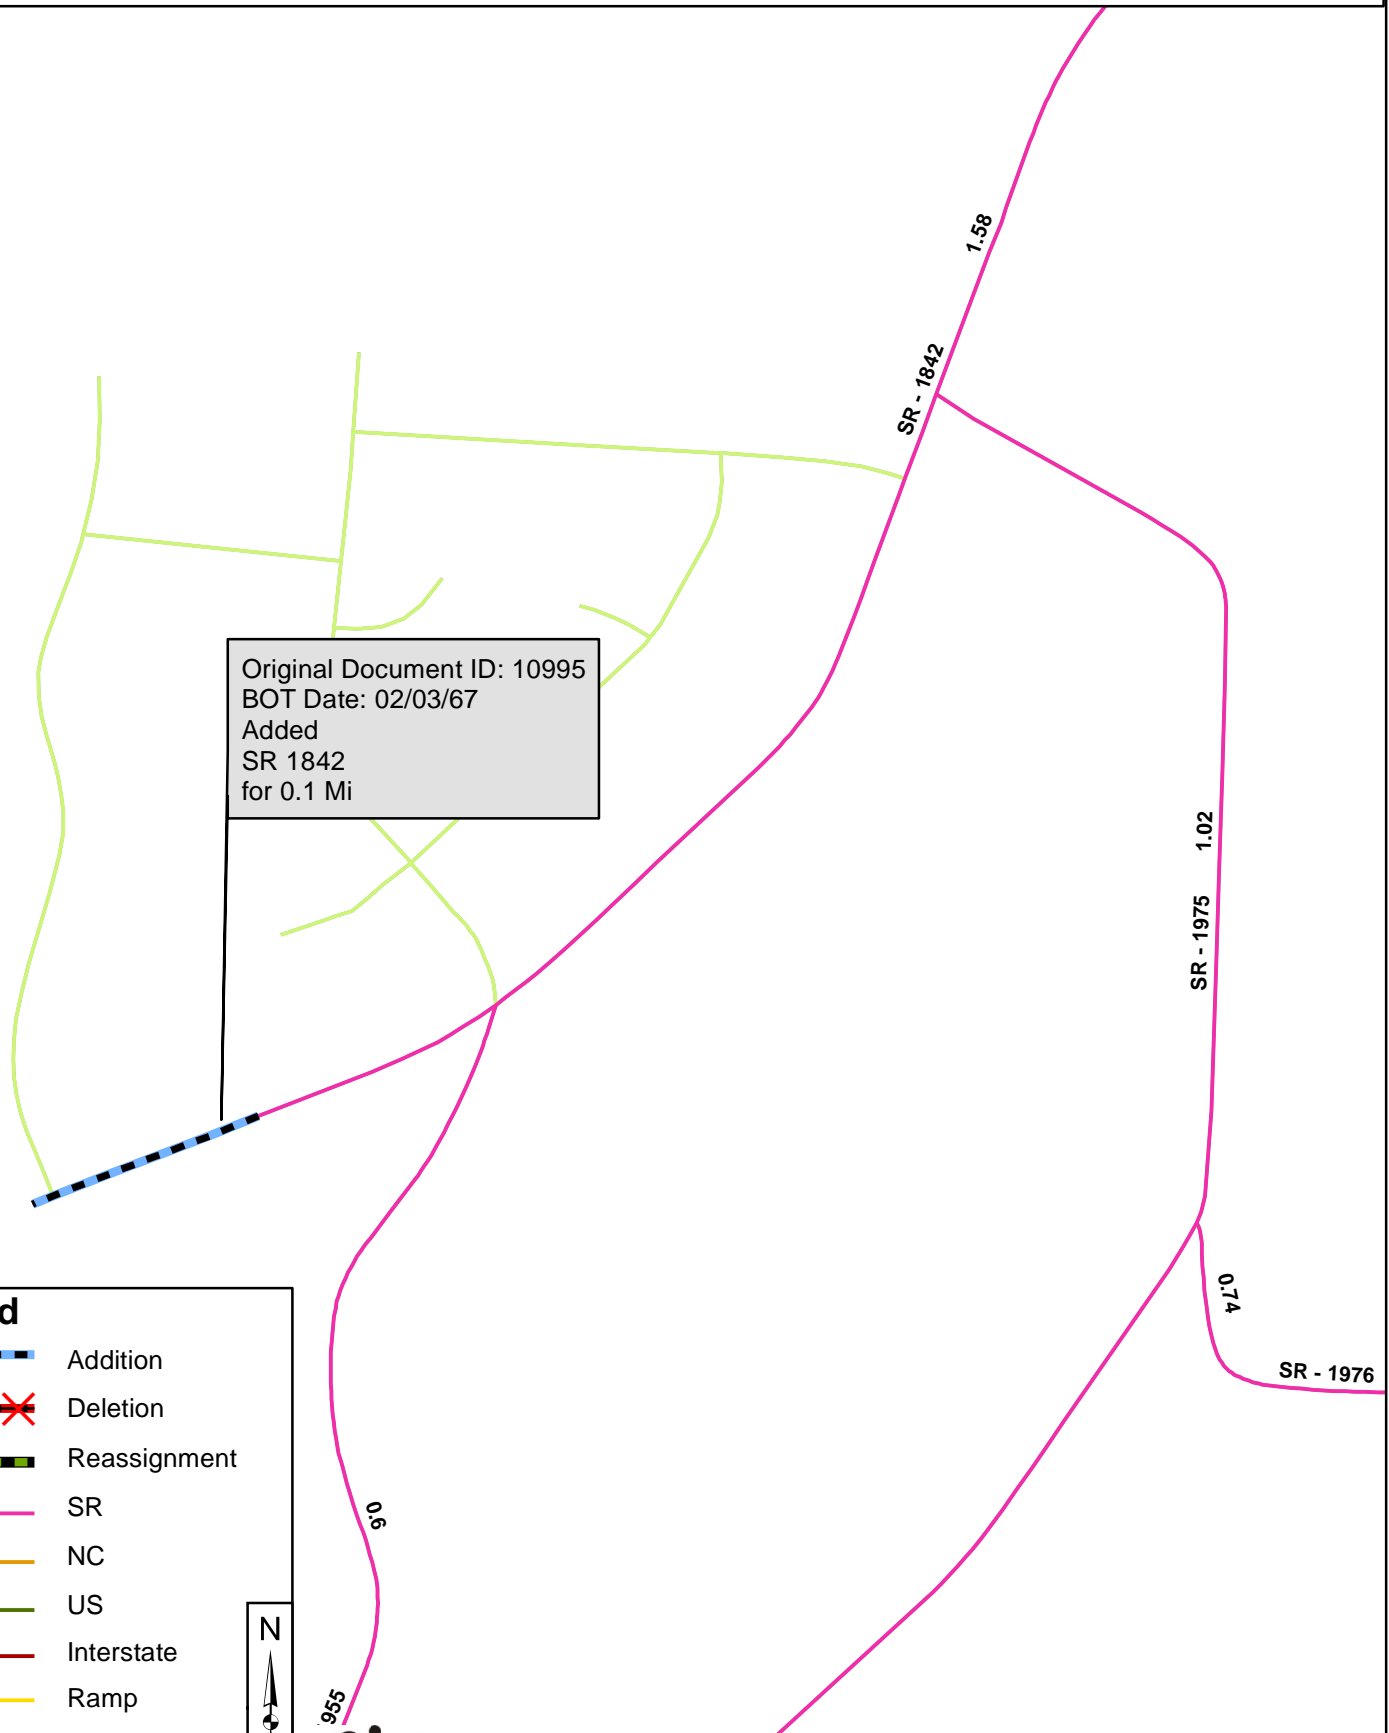 1.58
SR - 1842
Original Document ID: 10995
BOT Date: 02/03/67
Added
SR 1842
for 0.1 Mi
1.02
SR - 1975
0.74
SR - 1976
d
Addition
Deletion
Reassignment
SR
NC
US
Interstate
Ramp
0.6
N
955